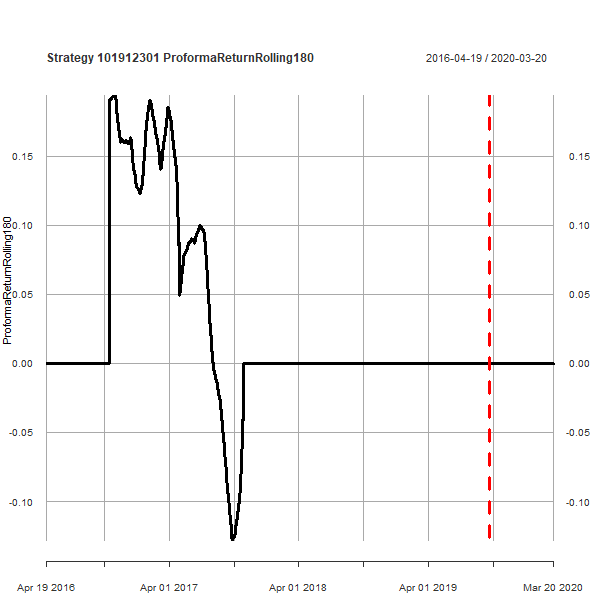 Strategy 101912301 ProformaReturnRolling180
2016-04-19 / 2020-03-20
ProformaReturnRolling180
0.15
0.10
0.05
0.00
-0.05
-0.10
0.15
0.10
0.05
0.00
-0.05
-0.10
Apr 19 2016
Apr 01 2017
Apr 01 2018
Apr 01 2019
Mar 20 2020